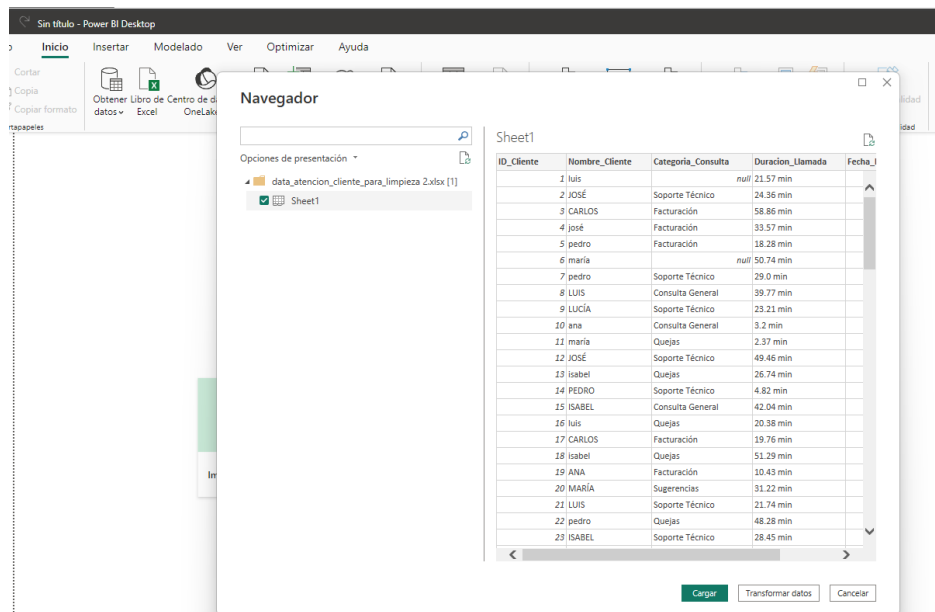 Sin título - Power BI Desktop
Inicio Insertar Modelado Ver Optimizar Ayuda
Cortar
Copia
Copiar formato
Obtener datos
Libro de Excel
Centro de
OneLake
Navegador
Opciones de presentación
data_atencion_cliente_para_limpieza 2.xlsx [1]
Sheet1
Sheet1
ID_Cliente Nombre_Cliente Categoria_Consulta Duracion_Llamada
1 luis null 21.57 min
2 JOSÉ Soporte Técnico 24.36 min
3 CARLOS Facturación 58.86 min
4 josé Facturación 33.57 min
5 pedro Facturación 18.28 min
6 maría null 50.74 min
7 pedro Soporte Técnico 29.0 min
8 LUIS Consulta General 39.77 min
9 LUCÍA Soporte Técnico 23.21 min
10 ana Consulta General 3.2 min
11 maría Quejas 2.37 min
12 JOSÉ Soporte Técnico 49.46 min
13 isabel Quejas 26.74 min
14 PEDRO Soporte Técnico 4.82 min
15 ISABEL Consulta General 42.04 min
16 luis Quejas 20.38 min
17 CARLOS Facturación 19.76 min
18 isabel Quejas 51.29 min
19 ANA Facturación 10.43 min
20 MARÍA Sugerencias 31.22 min
21 LUIS Soporte Técnico 21.74 min
22 pedro Quejas 48.28 min
23 ISABEL Soporte Técnico 28.45 min
Cargar Transformar datos Cancelar